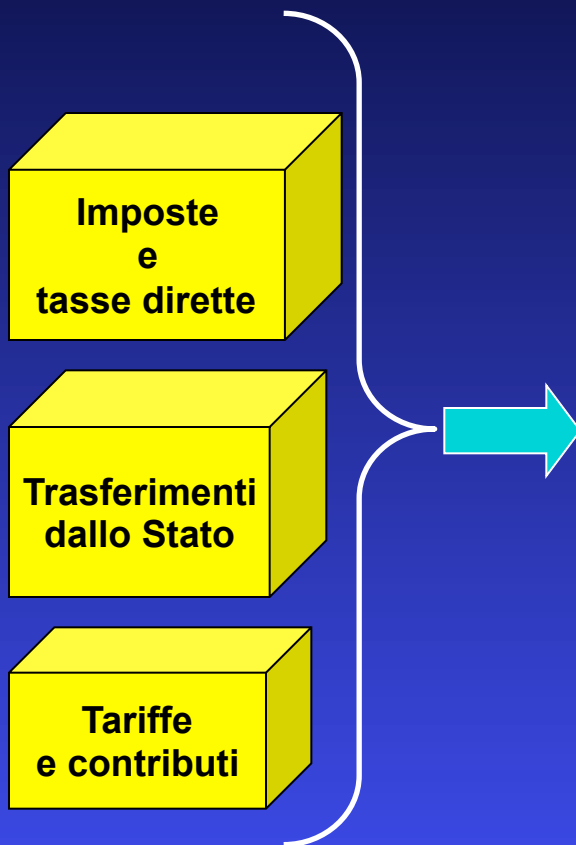 Imposte
e
tasse dirette
Trasferimenti
dallo Stato
Tariffe
e contributi